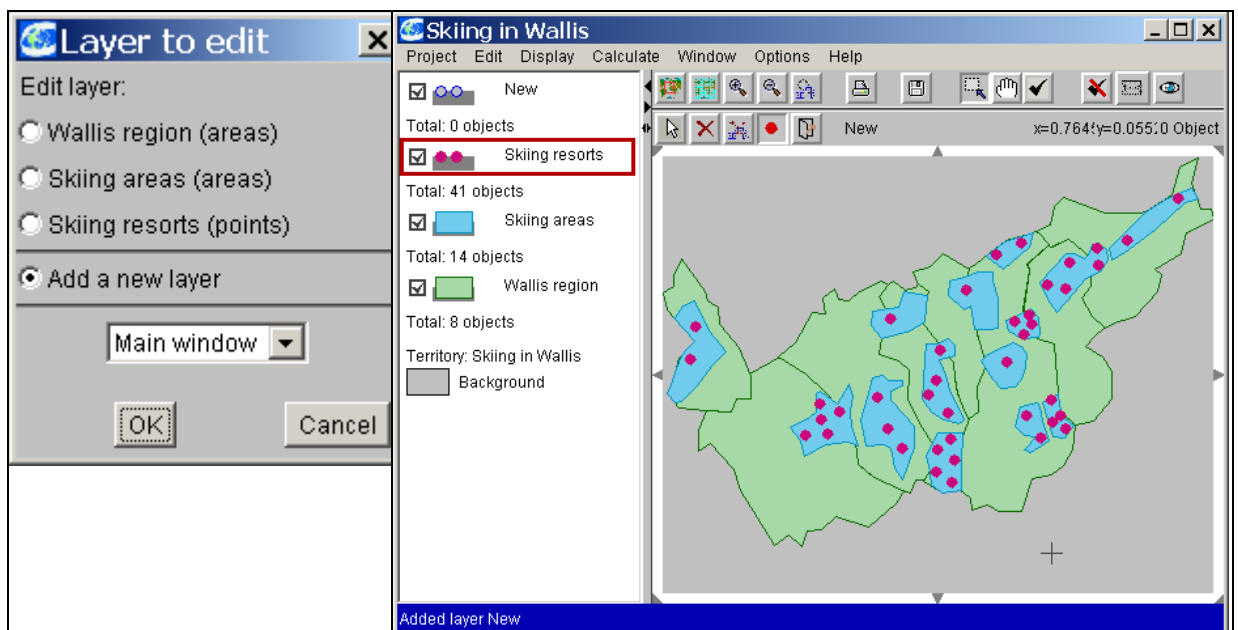 Layer to edit
Edit layer:
Wallis region (areas)
Skiing areas (areas)
Skiing resorts (points)
Add a new layer
Main window
OK Cancel
Skiing in Wallis
Project Edit Display Calculate Window Options Help
New
Total: 0 objects
Skiing resorts
Total: 41 objects
Skiing areas
Total: 14 objects
Wallis region
Total: 8 objects
Territory: Skiing in Wallis
Background
New Object
Added layer New